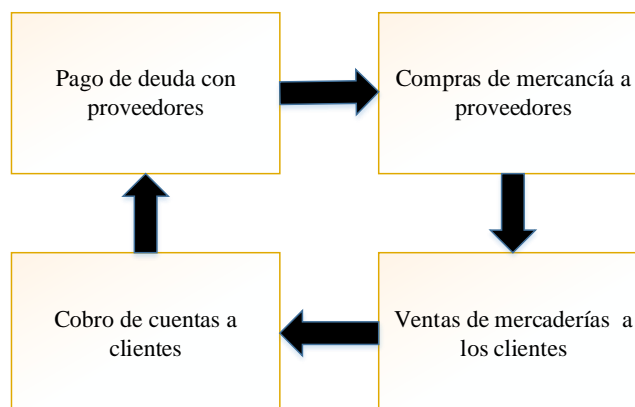 Pago de deuda con
proveedores
Compras de mercancía a
proveedores
Cobro de cuentas a
clientes
Ventas de mercaderías  a
los clientes